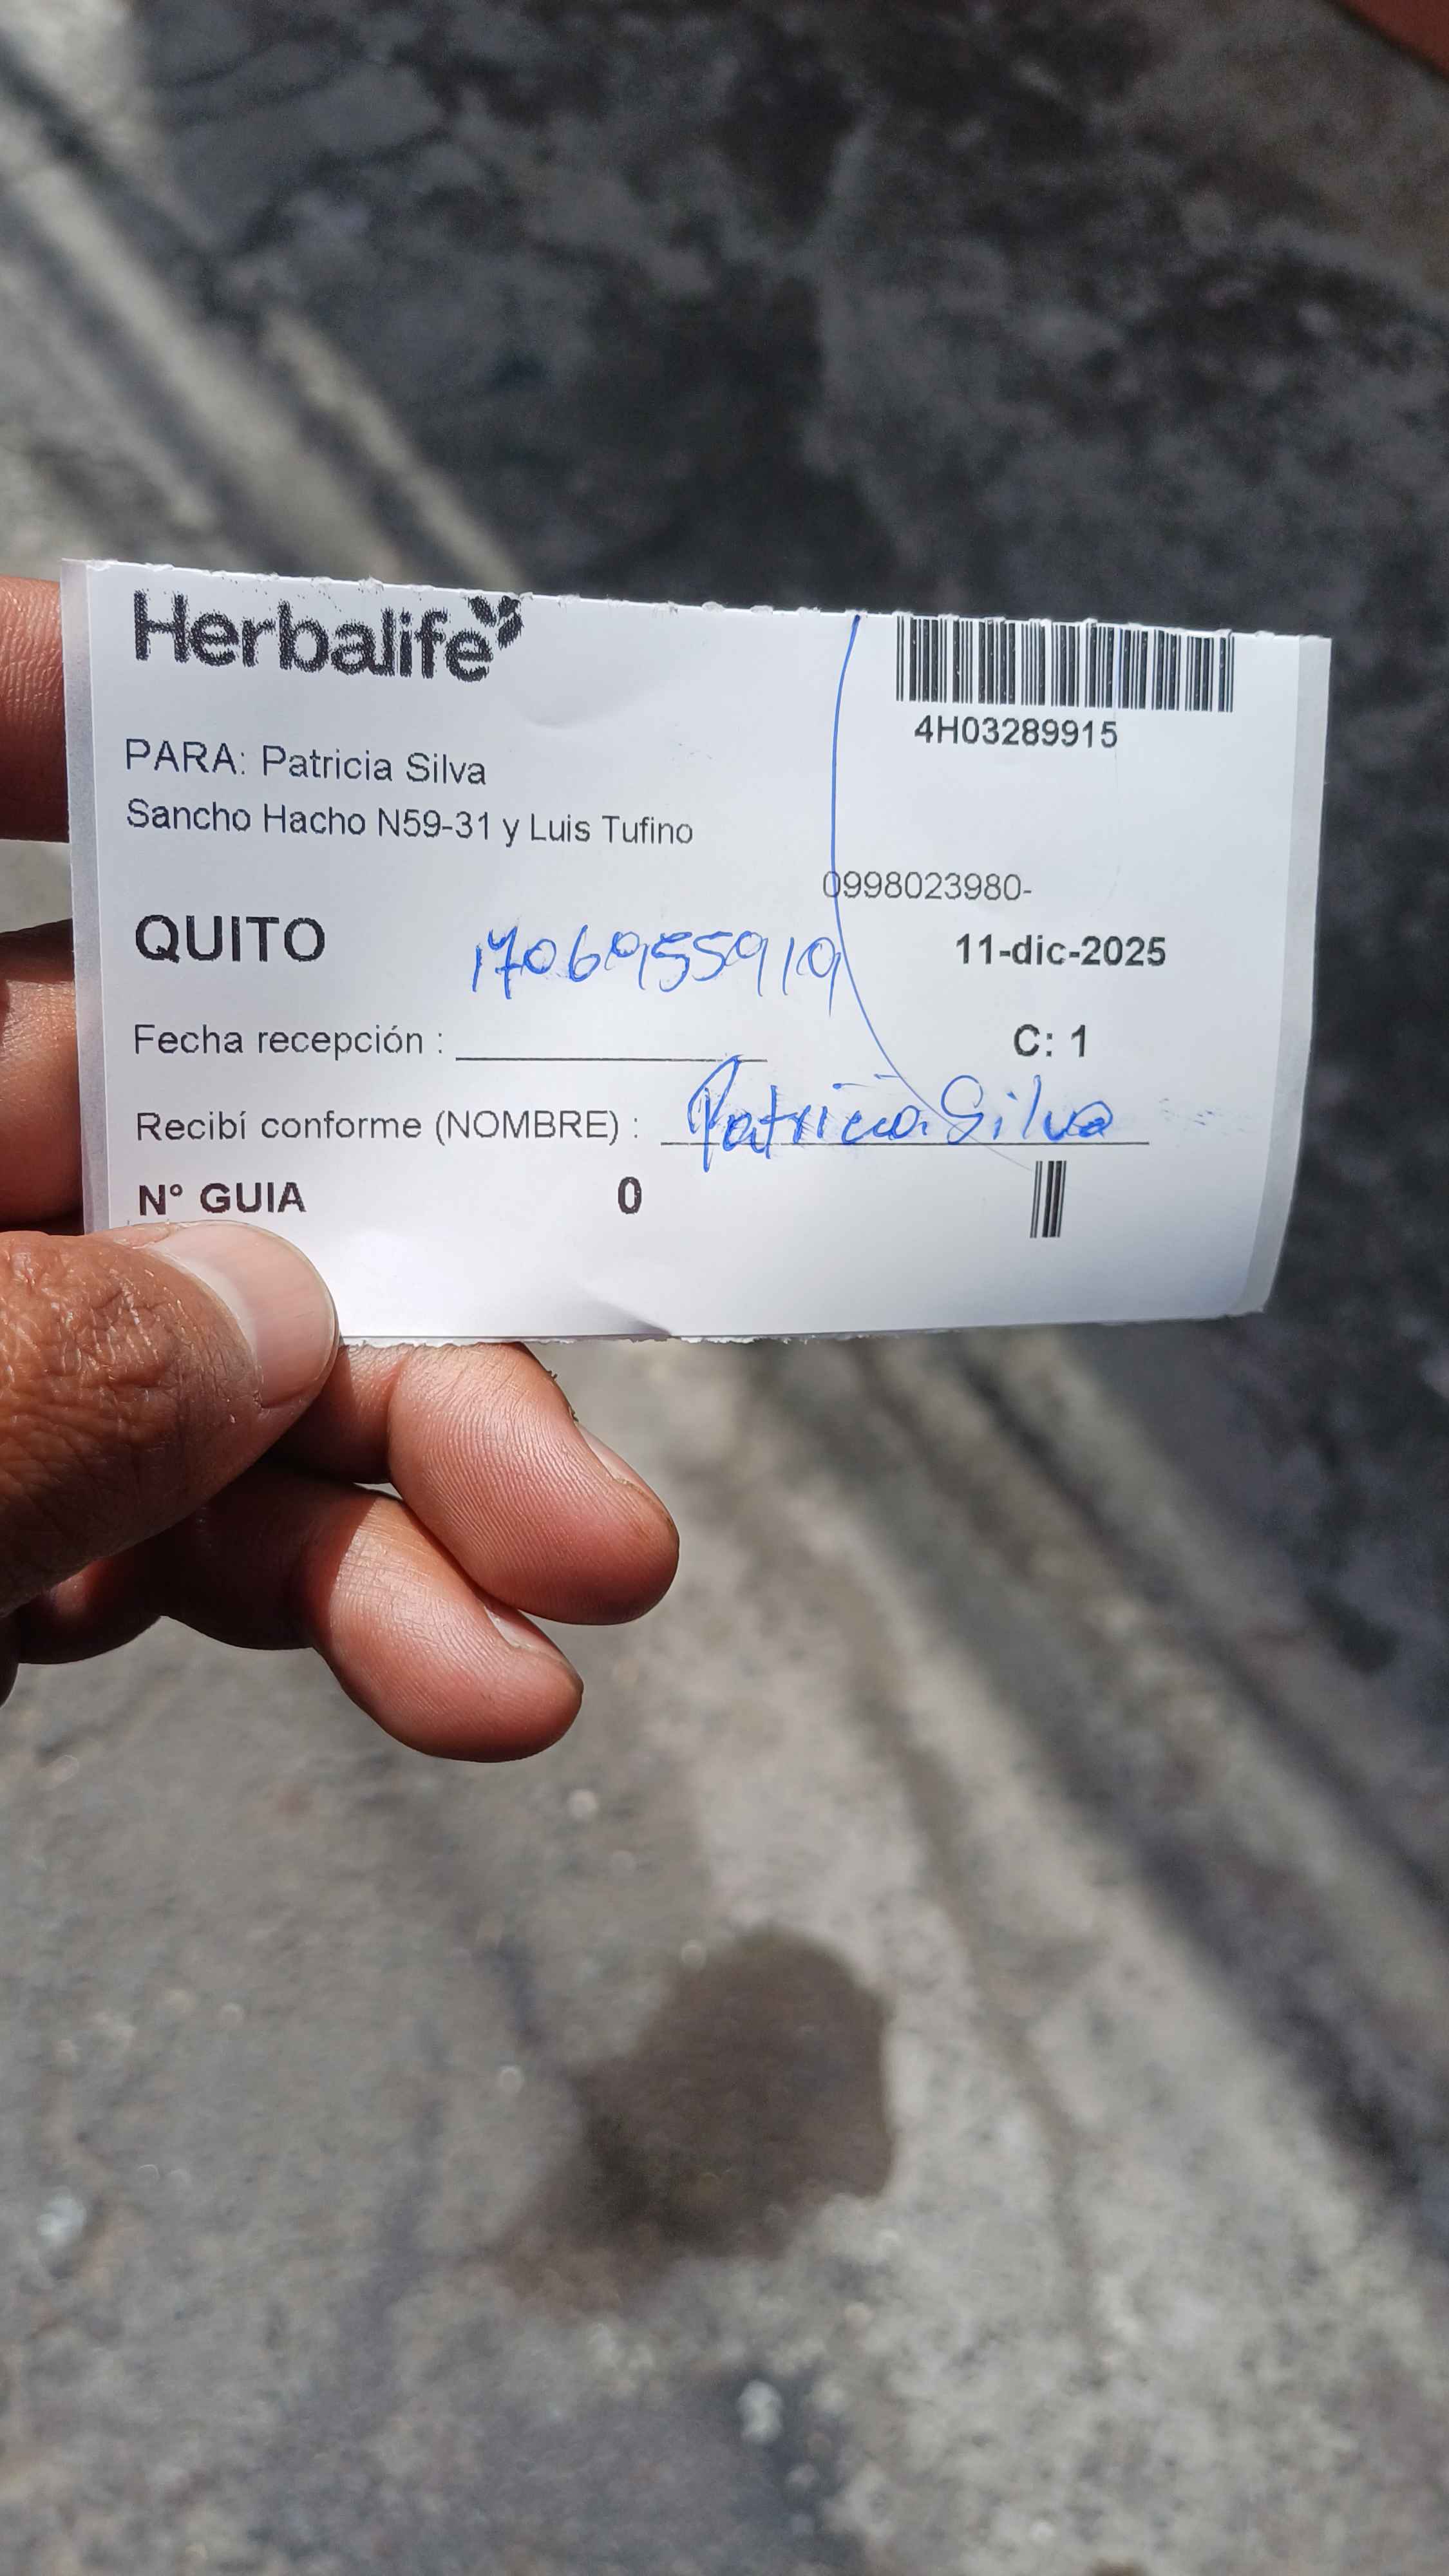 Herbalife
4H03289915
PARA: Patricia Silva
Sancho Hacho N59-31 y Luis Tufino
0998023980-
QUITO
11-dic-2025
Fecha recepción :
C: 1
Recibí conforme (NOMBRE) : Patricia Silva
N° GUIA 0